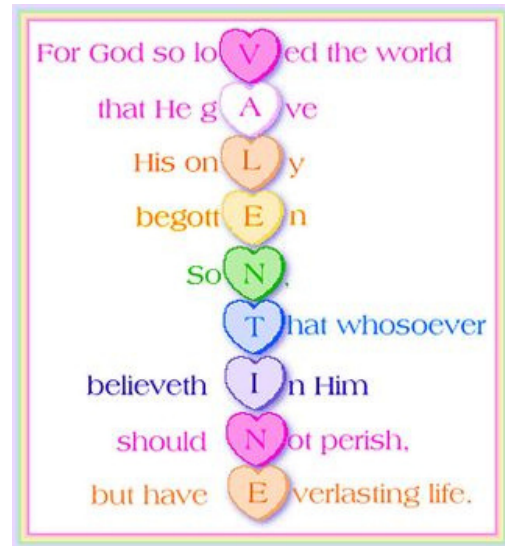 For God so loVed the world
that He gAve
His onLy
begottEn
SoN,
That whosoever
believeth In Him
should Not perish,
but have Everlasting life.